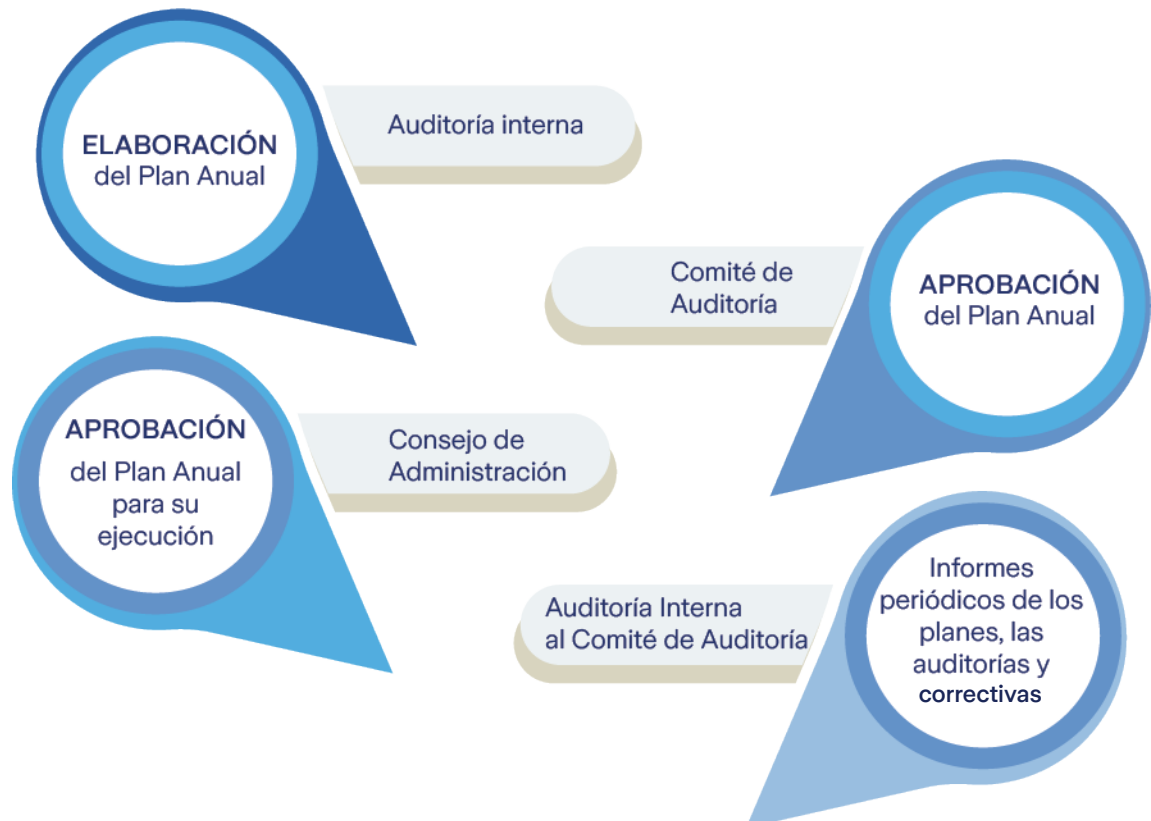 ELABORACIÓN
del Plan Anual
Auditoría interna
Comité de
Auditoría
APROBACIÓN
del Plan Anual
APROBACIÓN
del Plan Anual
para su
ejecución
Consejo de
Administración
Auditoría Interna
al Comité de Auditoría
Informes
periódicos de los
planes, las
auditorías y
correctivas